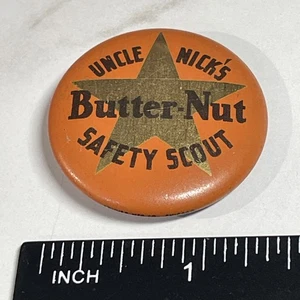 UNCLE NICK'S
Butter-Nut
SAFETY SCOUT
INCH 1